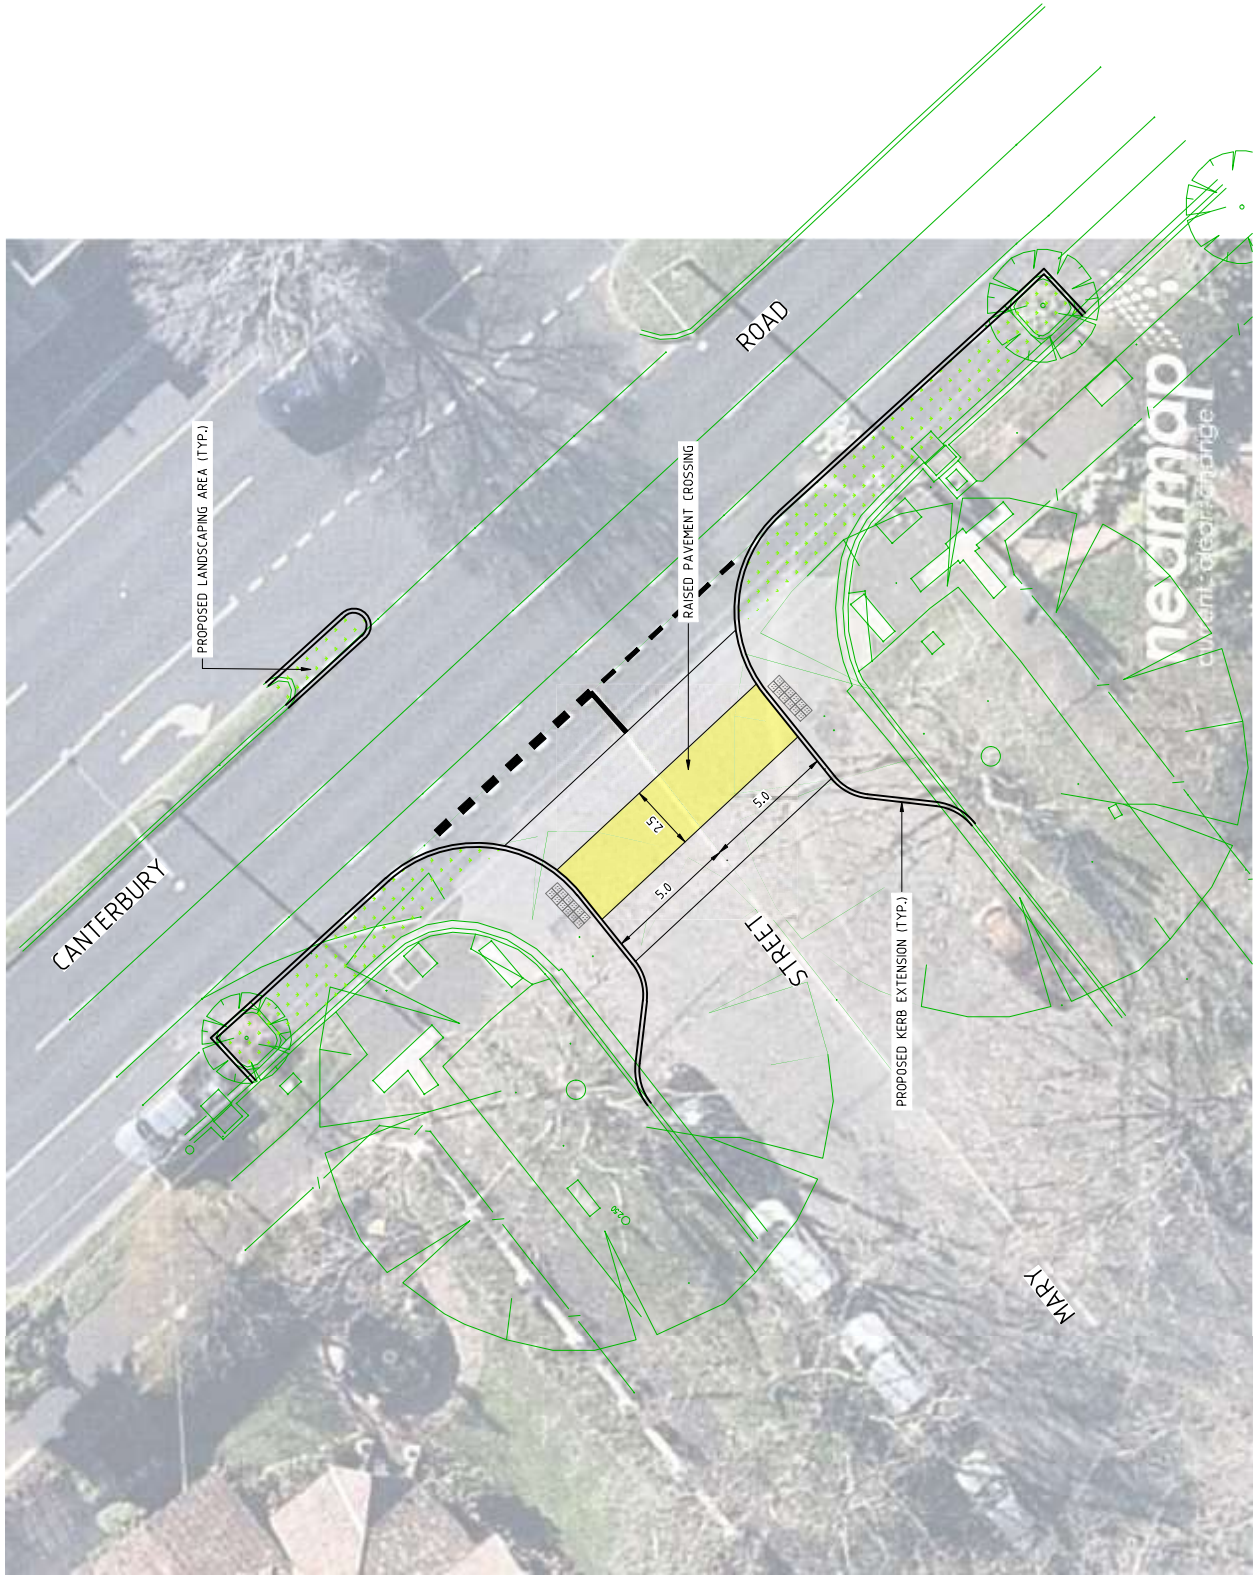 CANTERBURY
ROAD
PROPOSED LANDSCAPING AREA (TYP.)
RAISED PAVEMENT CROSSING
2.5
5.0
5.0
STREET
MARY
PROPOSED KERB EXTENSION (TYP.)
nearmap